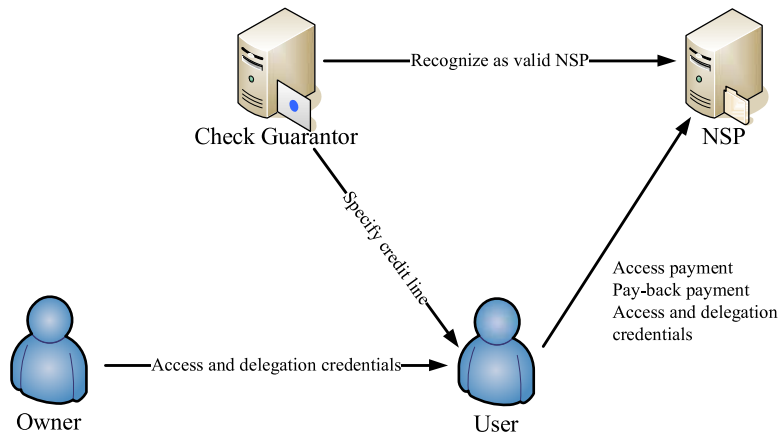 Recognize as valid NSP
Check Guarantor
NSP
Specify credit line
Access payment
Pay-back payment
Access and delegation
credentials
Access and delegation credentials
Owner
User